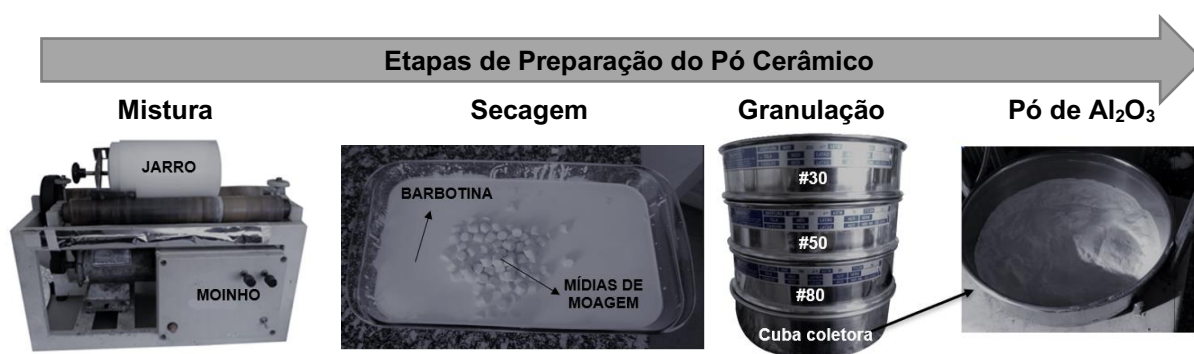 Etapas de Preparação do Pó Cerâmico
Mistura
Secagem
Granulação
Pó de Al₂O₃
JARRO
MOINHO
BARBOTINA
MÍDIAS DE
MOAGEM
#30
#50
#80
Cuba coletora